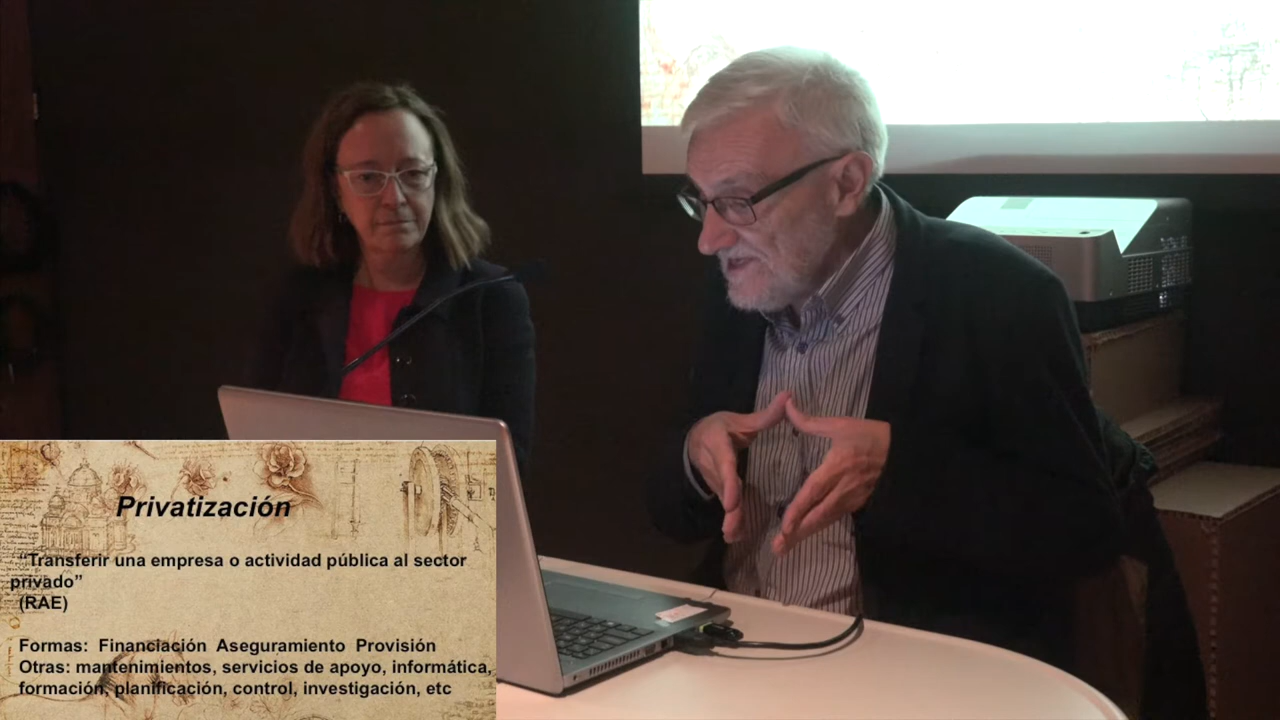 Privatización
“Transferir una empresa o actividad pública al sector
privado”
(RAE)
Formas: Financiación Aseguramiento Provisión
Otras: mantenimientos, servicios de apoyo, informática,
formación, planificación, control, investigación, etc